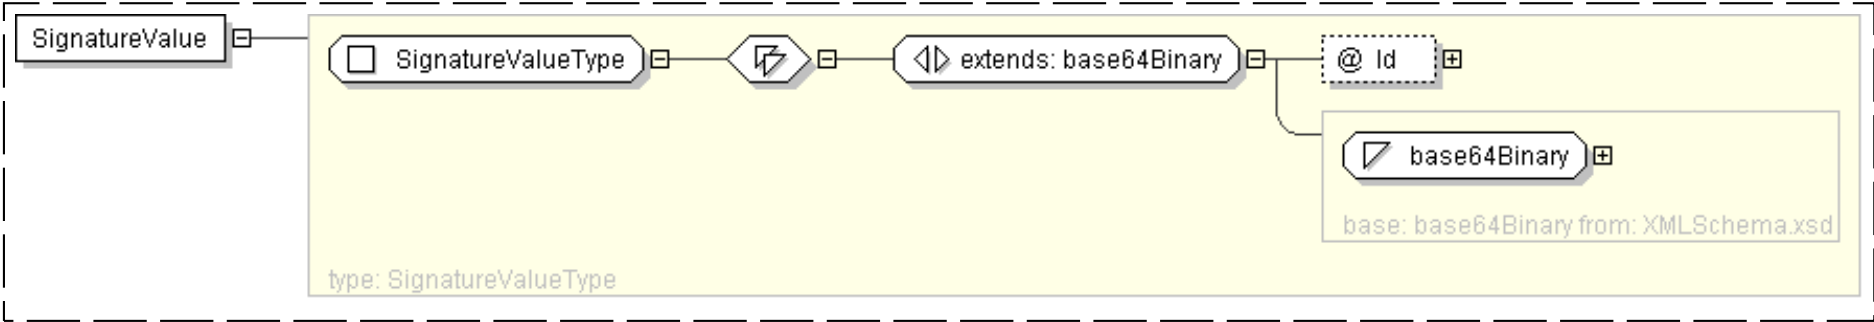 SignatureValue
SignatureValueType
extends: base64Binary
@ Id
base64Binary
base: base64Binary from: XMLSchema.xsd
type: SignatureValueType